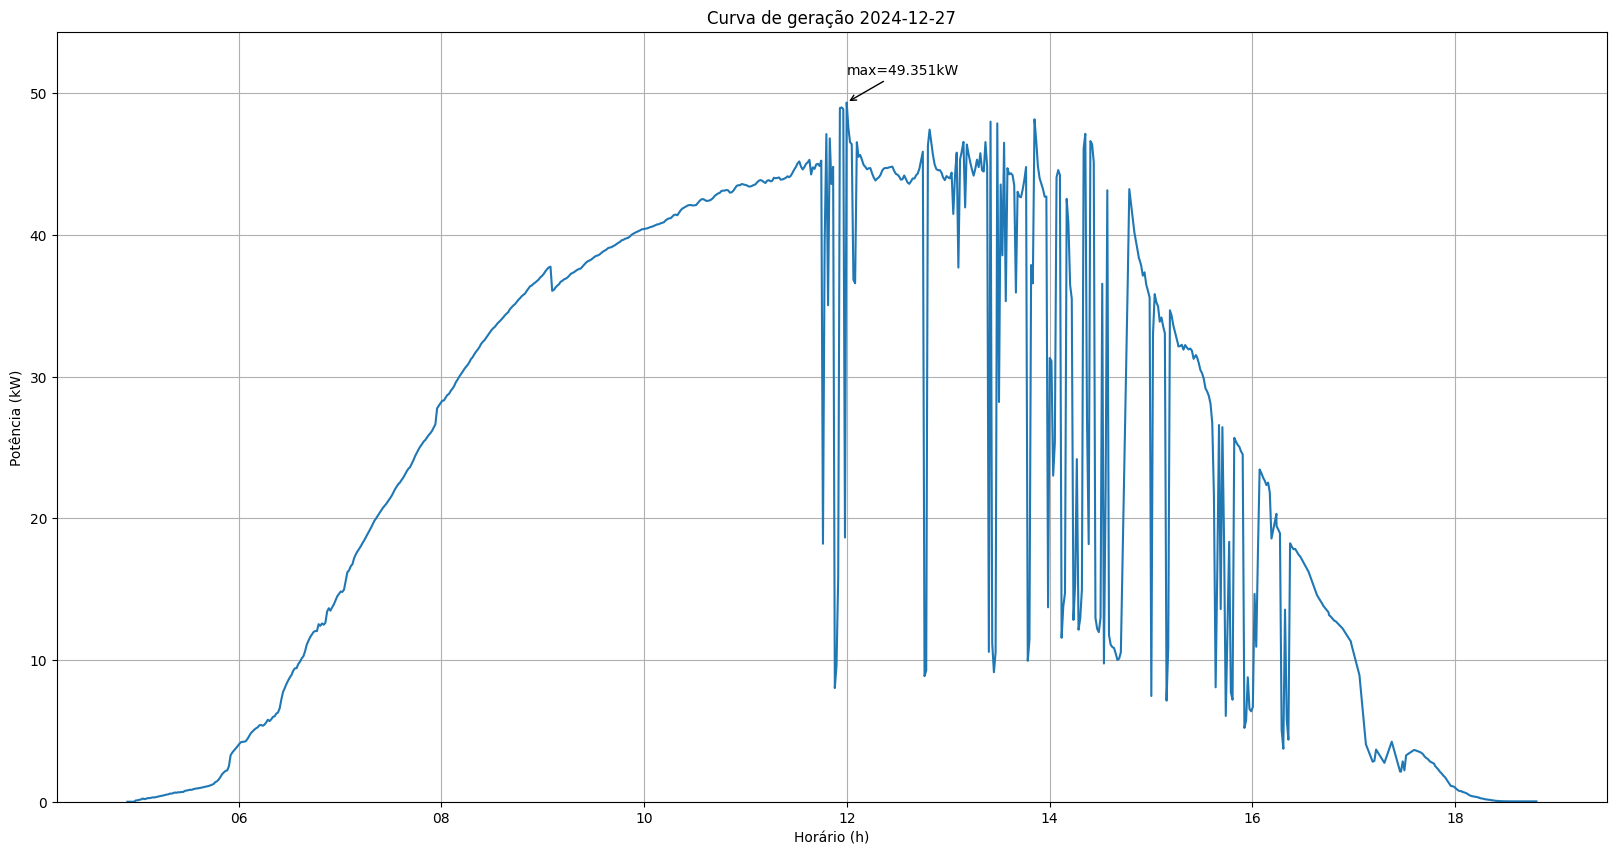 Curva de geração 2024-12-27
max=49.351kW
50
40
30
20
10
0
Potência (kW)
06 08 10 12 14 16 18
Horário (h)